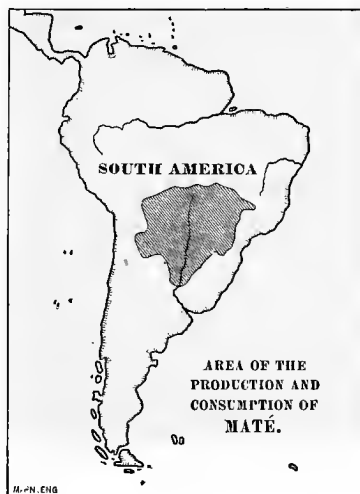 SOUTH AMERICA
AREA OF THE
PRODUCTION AND
CONSUMPTION OF
MATÉ.